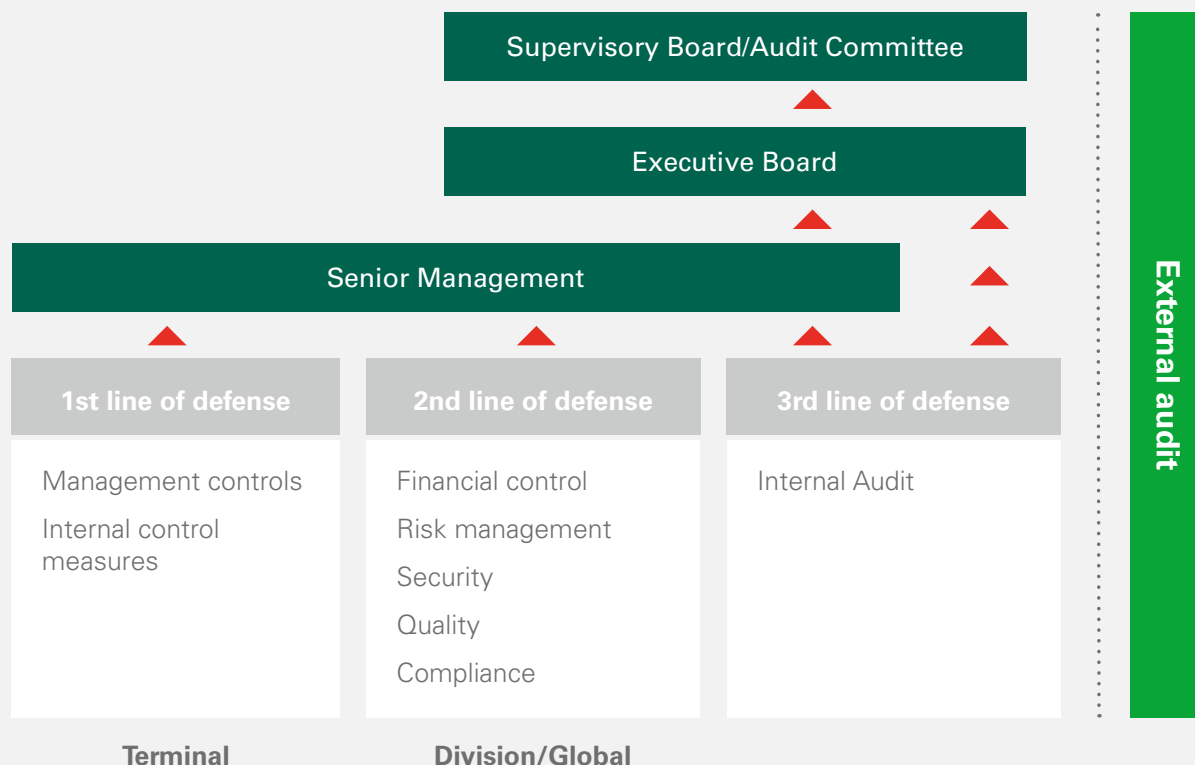 Supervisory Board/Audit Committee
Executive Board
Senior Management
1st line of defense
Management controls
Internal control
measures
2nd line of defense
Financial control
Risk management
Security
Quality
Compliance
3rd line of defense
Internal Audit
Terminal
Division/Global
External audit